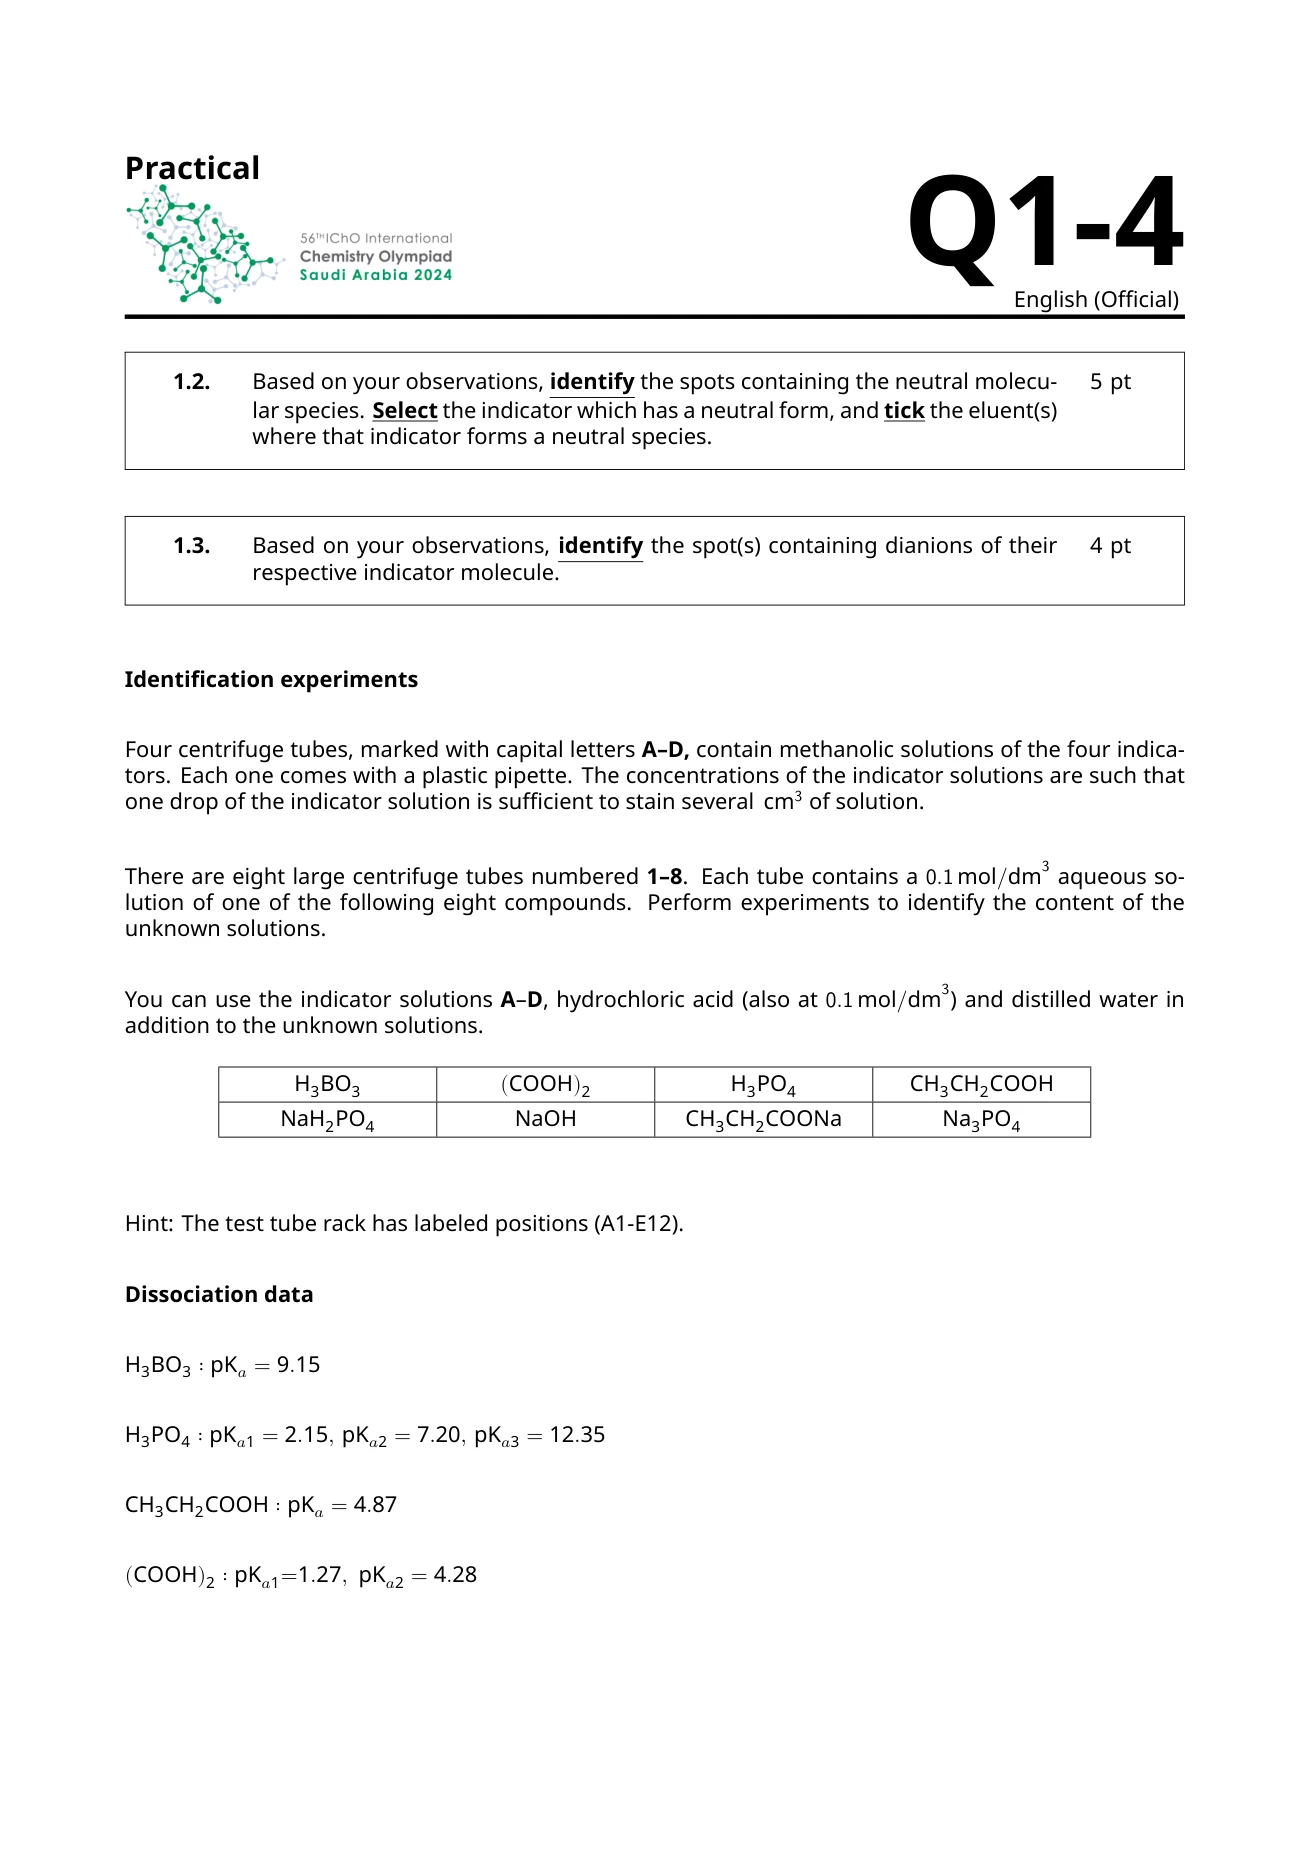 Practical
56ᵀᴴIChO International
Chemistry Olympiad
Saudi Arabia 2024
Q1-4
English (Official)
1.2. Based on your observations, identify the spots containing the neutral molecu- 5 pt
lar species. Select the indicator which has a neutral form, and tick the eluent(s)
where that indicator forms a neutral species.
1.3. Based on your observations, identify the spot(s) containing dianions of their 4 pt
respective indicator molecule.
Identification experiments
Four centrifuge tubes, marked with capital letters A–D, contain methanolic solutions of the four indica-
tors. Each one comes with a plastic pipette. The concentrations of the indicator solutions are such that
one drop of the indicator solution is sufficient to stain several cm³ of solution.
There are eight large centrifuge tubes numbered 1–8. Each tube contains a 0.1 mol/dm³ aqueous so-
lution of one of the following eight compounds. Perform experiments to identify the content of the
unknown solutions.
You can use the indicator solutions A–D, hydrochloric acid (also at 0.1 mol/dm³) and distilled water in
addition to the unknown solutions.
H₃BO₃ (COOH)₂ H₃PO₄ CH₃CH₂COOH
NaH₂PO₄ NaOH CH₃CH₂COONa Na₃PO₄
Hint: The test tube rack has labeled positions (A1-E12).
Dissociation data
H₃BO₃ : pKₐ = 9.15
H₃PO₄ : pKₐ₁ = 2.15, pKₐ₂ = 7.20, pKₐ₃ = 12.35
CH₃CH₂COOH : pKₐ = 4.87
(COOH)₂ : pKₐ₁=1.27, pKₐ₂ = 4.28